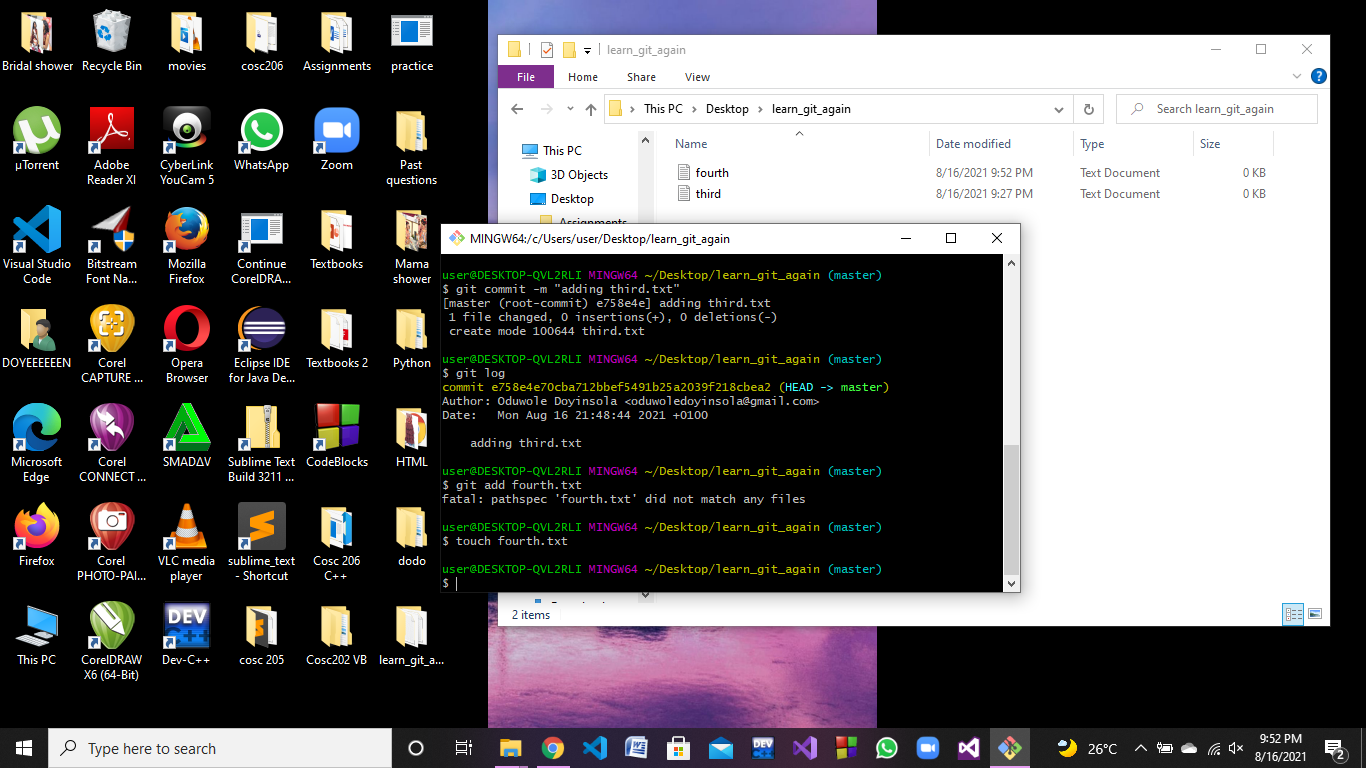 Bridal shower
Recycle Bin
movies
cosc206
Assignments
practice
µTorrent
Adobe
Reader XI
CyberLink
YouCam 5
WhatsApp
Zoom
Past
questions
Visual Studio
Code
Bitstream
Font Na...
Mozilla
Firefox
Continue
CorelDRA...
Textbooks
Mama
shower
DOYEEEEEEN
Corel
CAPTURE ...
Opera
Browser
Eclipse IDE
for Java De...
Textbooks 2
Python
Microsoft
Edge
Corel
CONNECT ...
SMADΔV
Sublime Text
Build 3211 ...
CodeBlocks
HTML
Firefox
Corel
PHOTO-PAI...
VLC media
player
sublime_text
- Shortcut
Cosc 206
C++
dodo
This PC
CorelDRAW
X6 (64-Bit)
DEV
C++
Dev-C++
cosc 205
Cosc202 VB
learn_git_a...
learn_git_again
File Home Share View
This PC > Desktop > learn_git_again
Search learn_git_again
This PC
3D Objects
Desktop
Assignments
Name Date modified Type Size
fourth 8/16/2021 9:52 PM Text Document 0 KB
third 8/16/2021 9:27 PM Text Document 0 KB
2 items
MINGW64:/c/Users/user/Desktop/learn_git_again
user@DESKTOP-QVL2RLI MINGW64 ~/Desktop/learn_git_again (master)
$ git commit -m "adding third.txt"
[master (root-commit) e758e4e] adding third.txt
1 file changed, 0 insertions(+), 0 deletions(-)
create mode 100644 third.txt
user@DESKTOP-QVL2RLI MINGW64 ~/Desktop/learn_git_again (master)
$ git log
commit e758e4e70cba712bbef5491b25a2039f218cbea2 (HEAD -> master)
Author: Oduwole Doyinsola <oduwoledoyinsola@gmail.com>
Date:   Mon Aug 16 21:48:44 2021 +0100
adding third.txt
user@DESKTOP-QVL2RLI MINGW64 ~/Desktop/learn_git_again (master)
$ git add fourth.txt
fatal: pathspec 'fourth.txt' did not match any files
user@DESKTOP-QVL2RLI MINGW64 ~/Desktop/learn_git_again (master)
$ touch fourth.txt
user@DESKTOP-QVL2RLI MINGW64 ~/Desktop/learn_git_again (master)
$
Type here to search
DEV
26°C
9:52 PM
8/16/2021
2